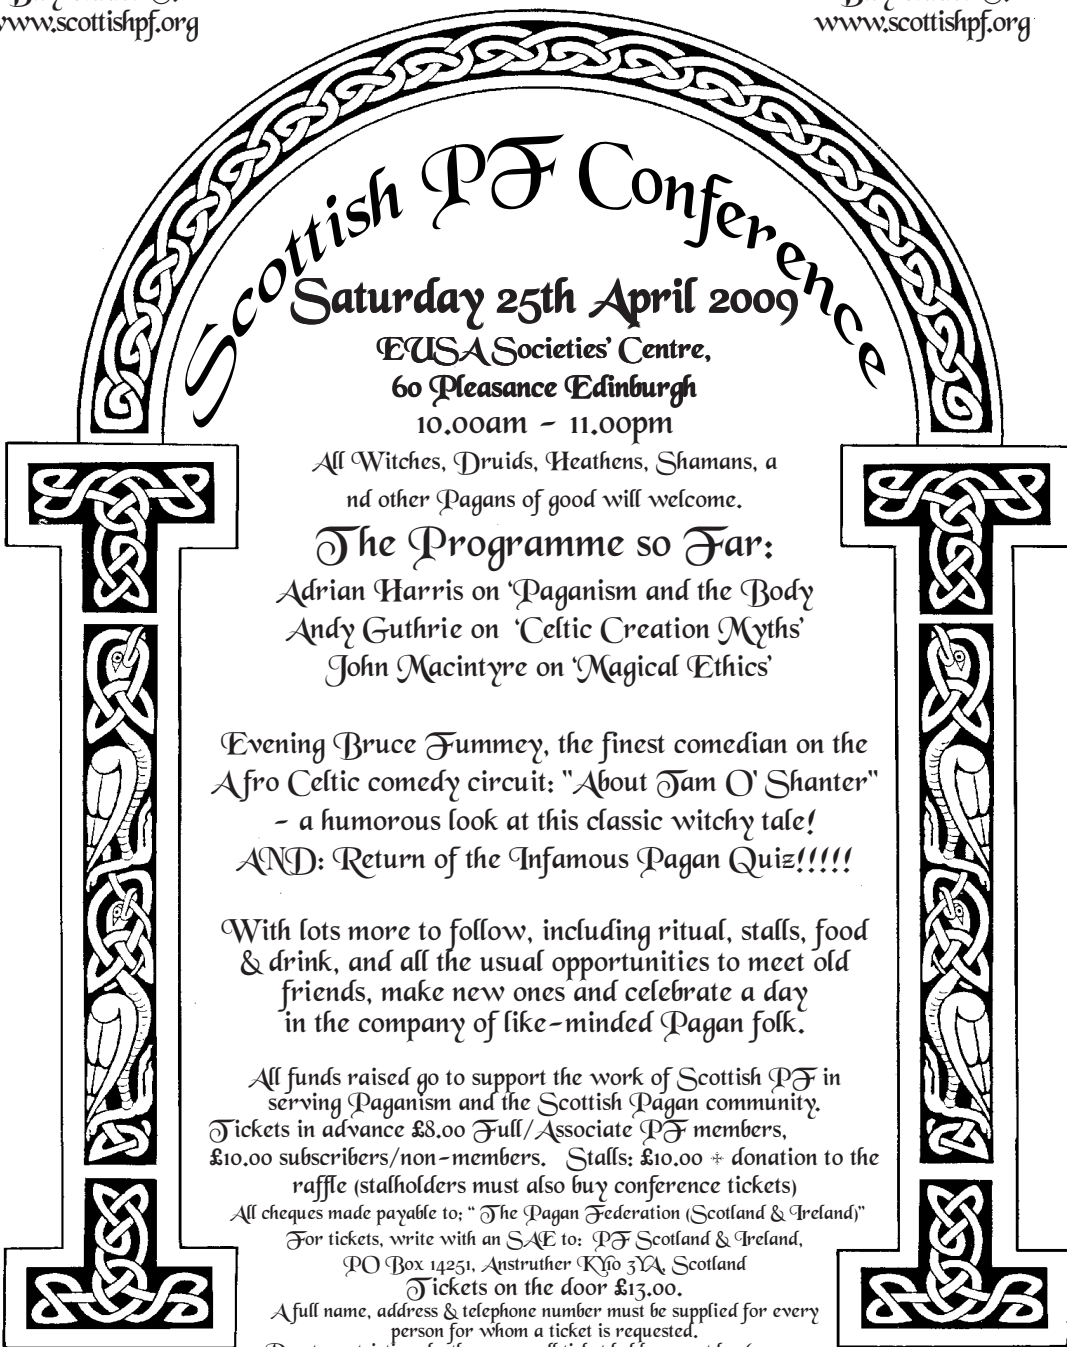 www.scottishpf.org
www.scottishpf.org
Scottish PF Conference
Saturday 25th April 2009
EUSA Societies' Centre,
60 Pleasance Edinburgh
10.00am - 11.00pm
All Witches, Druids, Heathens, Shamans, a
nd other Pagans of good will welcome.
The Programme so Far:
Adrian Harris on 'Paganism and the Body
Andy Guthrie on 'Celtic Creation Myths'
John Macintyre on 'Magical Ethics'
Evening Bruce Fummey, the finest comedian on the
Afro Celtic comedy circuit: "About Tam O' Shanter"
- a humorous look at this classic witchy tale!
AND: Return of the Infamous Pagan Quiz!!!!!
With lots more to follow, including ritual, stalls, food
& drink, and all the usual opportunities to meet old
friends, make new ones and celebrate a day
in the company of like-minded Pagan folk.
All funds raised go to support the work of Scottish PF in
serving Paganism and the Scottish Pagan community.
Tickets in advance £8.00 Full/Associate PF members,
£10.00 subscribers/non-members. Stalls: £10.00 + donation to the
raffle (stalholders must also buy conference tickets)
All cheques made payable to; " The Pagan Federation (Scotland & Ireland)"
For tickets, write with an SAE to: PF Scotland & Ireland,
PO Box 14251, Anstruther KY10 3YA, Scotland
Tickets on the door £13.00.
A full name, address & telephone number must be supplied for every
person for whom a ticket is requested.